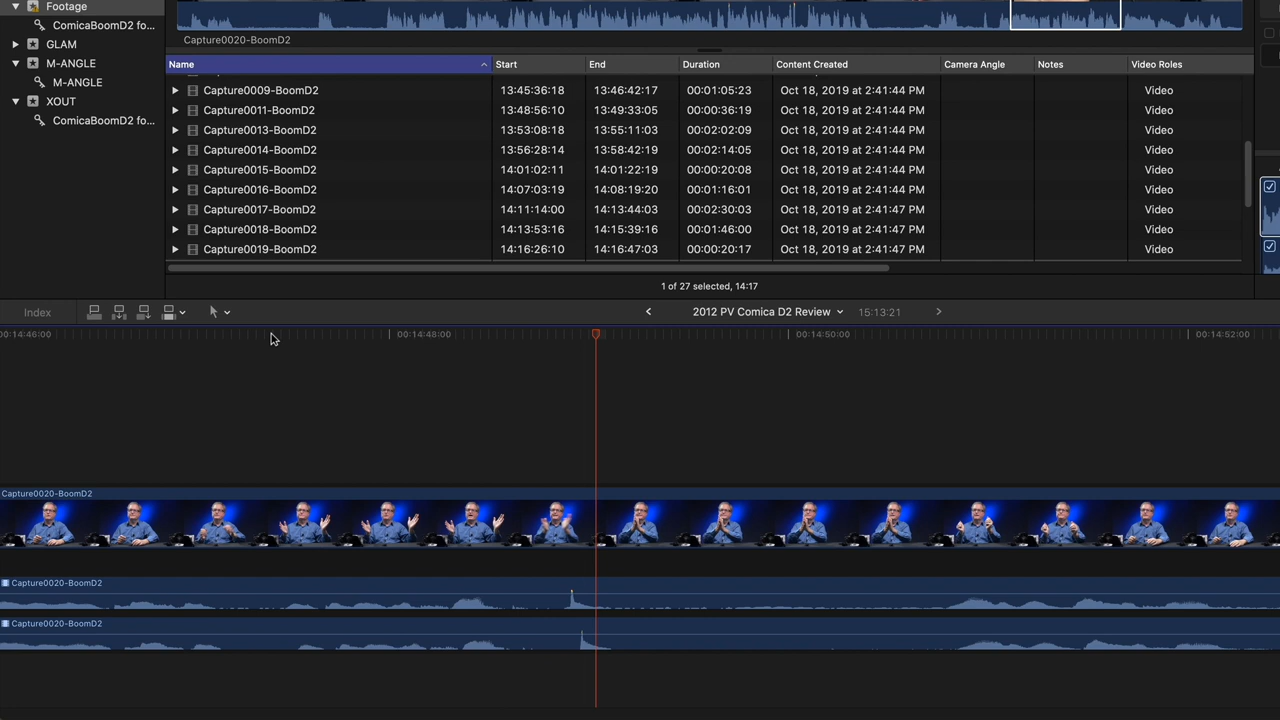 Footage
ComicaBoomD2 fo...
GLAM
M-ANGLE
M-ANGLE
XOUT
ComicaBoomD2 fo...
Capture0020-BoomD2
Name Start End Duration Content Created Camera Angle Notes Video Roles
Capture0009-BoomD2 13:45:36:18 13:46:42:17 00:01:05:23 Oct 18, 2019 at 2:41:44 PM Video
Capture0011-BoomD2 13:48:56:10 13:49:33:05 00:00:36:19 Oct 18, 2019 at 2:41:44 PM Video
Capture0013-BoomD2 13:53:08:18 13:55:11:03 00:02:02:09 Oct 18, 2019 at 2:41:44 PM Video
Capture0014-BoomD2 13:56:28:14 13:58:42:19 00:02:14:05 Oct 18, 2019 at 2:41:44 PM Video
Capture0015-BoomD2 14:01:02:11 14:01:22:19 00:00:20:08 Oct 18, 2019 at 2:41:44 PM Video
Capture0016-BoomD2 14:07:03:19 14:08:19:20 00:01:16:01 Oct 18, 2019 at 2:41:44 PM Video
Capture0017-BoomD2 14:11:14:00 14:13:44:03 00:02:30:03 Oct 18, 2019 at 2:41:47 PM Video
Capture0018-BoomD2 14:13:53:16 14:15:39:16 00:01:46:00 Oct 18, 2019 at 2:41:47 PM Video
Capture0019-BoomD2 14:16:26:10 14:16:47:03 00:00:20:17 Oct 18, 2019 at 2:41:47 PM Video
1 of 27 selected, 14:17
Index 2012 PV Comica D2 Review 15:13:21
00:14:46:00 00:14:48:00 00:14:50:00 00:14:52:00
Capture0020-BoomD2
Capture0020-BoomD2
Capture0020-BoomD2